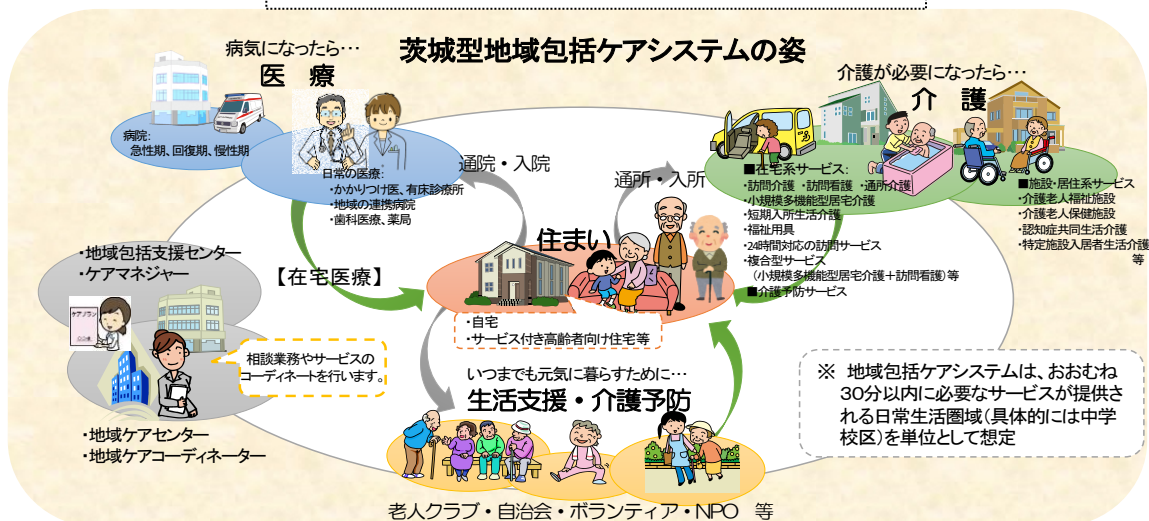 茨城型地域包括ケアシステムの姿
病気になったら…
医 療
病院:
急性期、回復期、慢性期
日常の医療:
・かかりつけ医、有床診療所
・地域の連携病院
・歯科医療、薬局
通院・入院
通所・入所
介護が必要になったら…
介 護
■在宅系サービス:
・訪問介護 ・訪問看護 ・通所介護
・小規模多機能型居宅介護
・短期入所生活介護
・福祉用具
・24時間対応の訪問サービス
・複合型サービス
(小規模多機能型居宅介護+訪問看護)等
■介護予防サービス
■施設・居住系サービス
・介護老人福祉施設
・介護老人保健施設
・認知症共同生活介護
・特定施設入居者生活介護
等
・地域包括支援センター
・ケアマネジャー
ケアプラン
【在宅医療】
住まい
・自宅
・サービス付き高齢者向け住宅等
相談業務やサービスの
コーディネートを行います。
・地域ケアセンター
・地域ケアコーディネーター
いつまでも元気に暮らすために…
生活支援・介護予防
老人クラブ・自治会・ボランティア・NPO 等
※ 地域包括ケアシステムは、おおむね
30分以内に必要なサービスが提供さ
れる日常生活圏域(具体的には中学
校区)を単位として想定